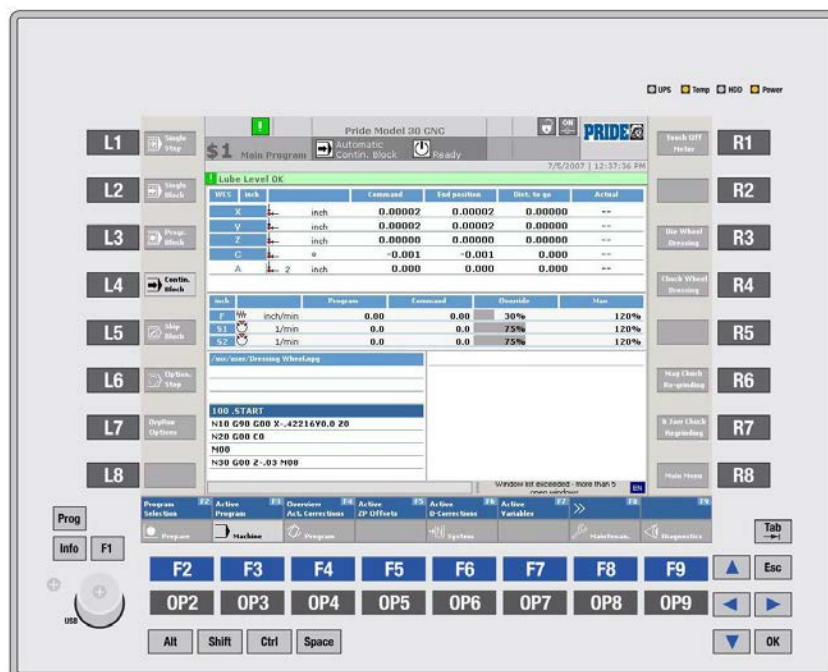 UPS Temp HDD Power
Pride Model 30 CNC
ON
PRIDE
$1 Main Program
Automatic
Contin. Block
Ready
7/5/2007 | 12:37:36 PM
! Lube Level OK
WCS inch Command End position Dist. to go Actual
X inch 0.00002 0.00002 0.00000 --
Y inch 0.00002 0.00002 0.00000 --
Z inch 0.00000 0.00000 0.00000 --
C ° -0.001 -0.001 0.000 --
A 2 inch 0.000 0.000 0.000 --
inch Program Command Override Max
F inch/min 0.00 0.00 30% 120%
S1 1/min 0.0 0.0 75% 120%
S2 1/min 0.0 0.0 75% 120%
/usr/user/Dressing Wheel.npg
100 .START
N10 G90 G00 X-.42216Y0.0 Z0
N20 G00 C0
M00
N30 G00 Z-.03 M08
Window list exceeded - more than 5
open windows
EN
L1 Single
Step
L2 Single
Block
L3 Progr.
Block
L4 Contin.
Block
L5 Skip
Block
L6 Option.
Stop
L7 DryRun
Options
L8
Touch Off
Meter R1
R2
Die Wheel
Dressing R3
Chuck Wheel
Dressing R4
R5
Mag Chuck
Re-grinding R6
Jaw Chuck
Regrinding R7
Main Menu R8
Program
Selection
F2 Active
Program
F3 Overview
Act. Corrections
F4 Active
ZP Offsets
F5 Active
D-Corrections
F6 Active
Variables
F7 >>
F8
F9
Prepare Machine Program System Maintenan. Diagnostics
Prog
Info F1
USB
F2 F3 F4 F5 F6 F7 F8 F9
OP2 OP3 OP4 OP5 OP6 OP7 OP8 OP9
Alt Shift Ctrl Space
Tab
Esc
OK